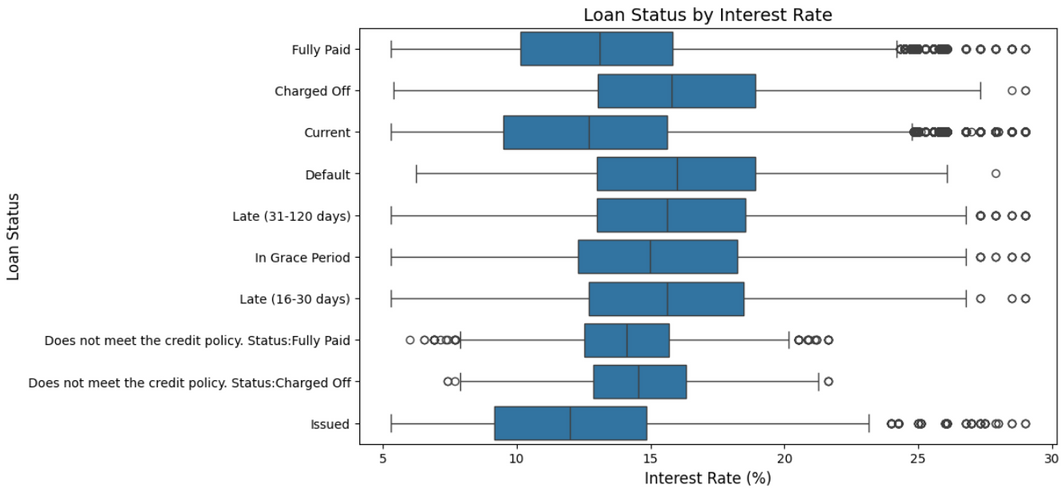 Loan Status by Interest Rate
Loan Status
Fully Paid
Charged Off
Current
Default
Late (31-120 days)
In Grace Period
Late (16-30 days)
Does not meet the credit policy. Status:Fully Paid
Does not meet the credit policy. Status:Charged Off
Issued
5 10 15 20 25 30
Interest Rate (%)